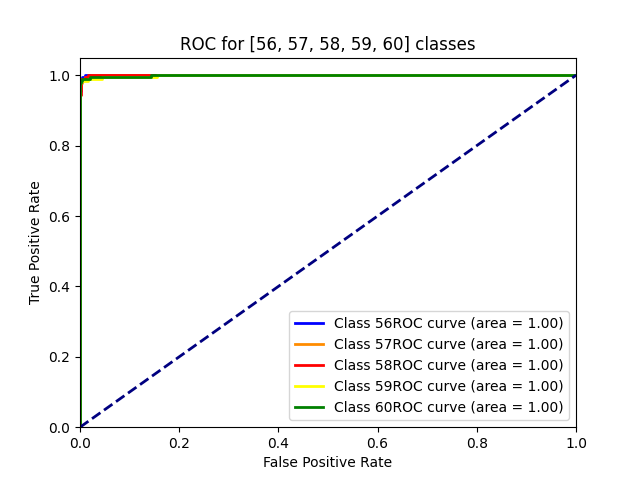 ROC for [56, 57, 58, 59, 60] classes
1.0
0.8
0.6
0.4
0.2
0.0
True Positive Rate
Class 56ROC curve (area = 1.00)
Class 57ROC curve (area = 1.00)
Class 58ROC curve (area = 1.00)
Class 59ROC curve (area = 1.00)
Class 60ROC curve (area = 1.00)
0.0 0.2 0.4 0.6 0.8 1.0
False Positive Rate